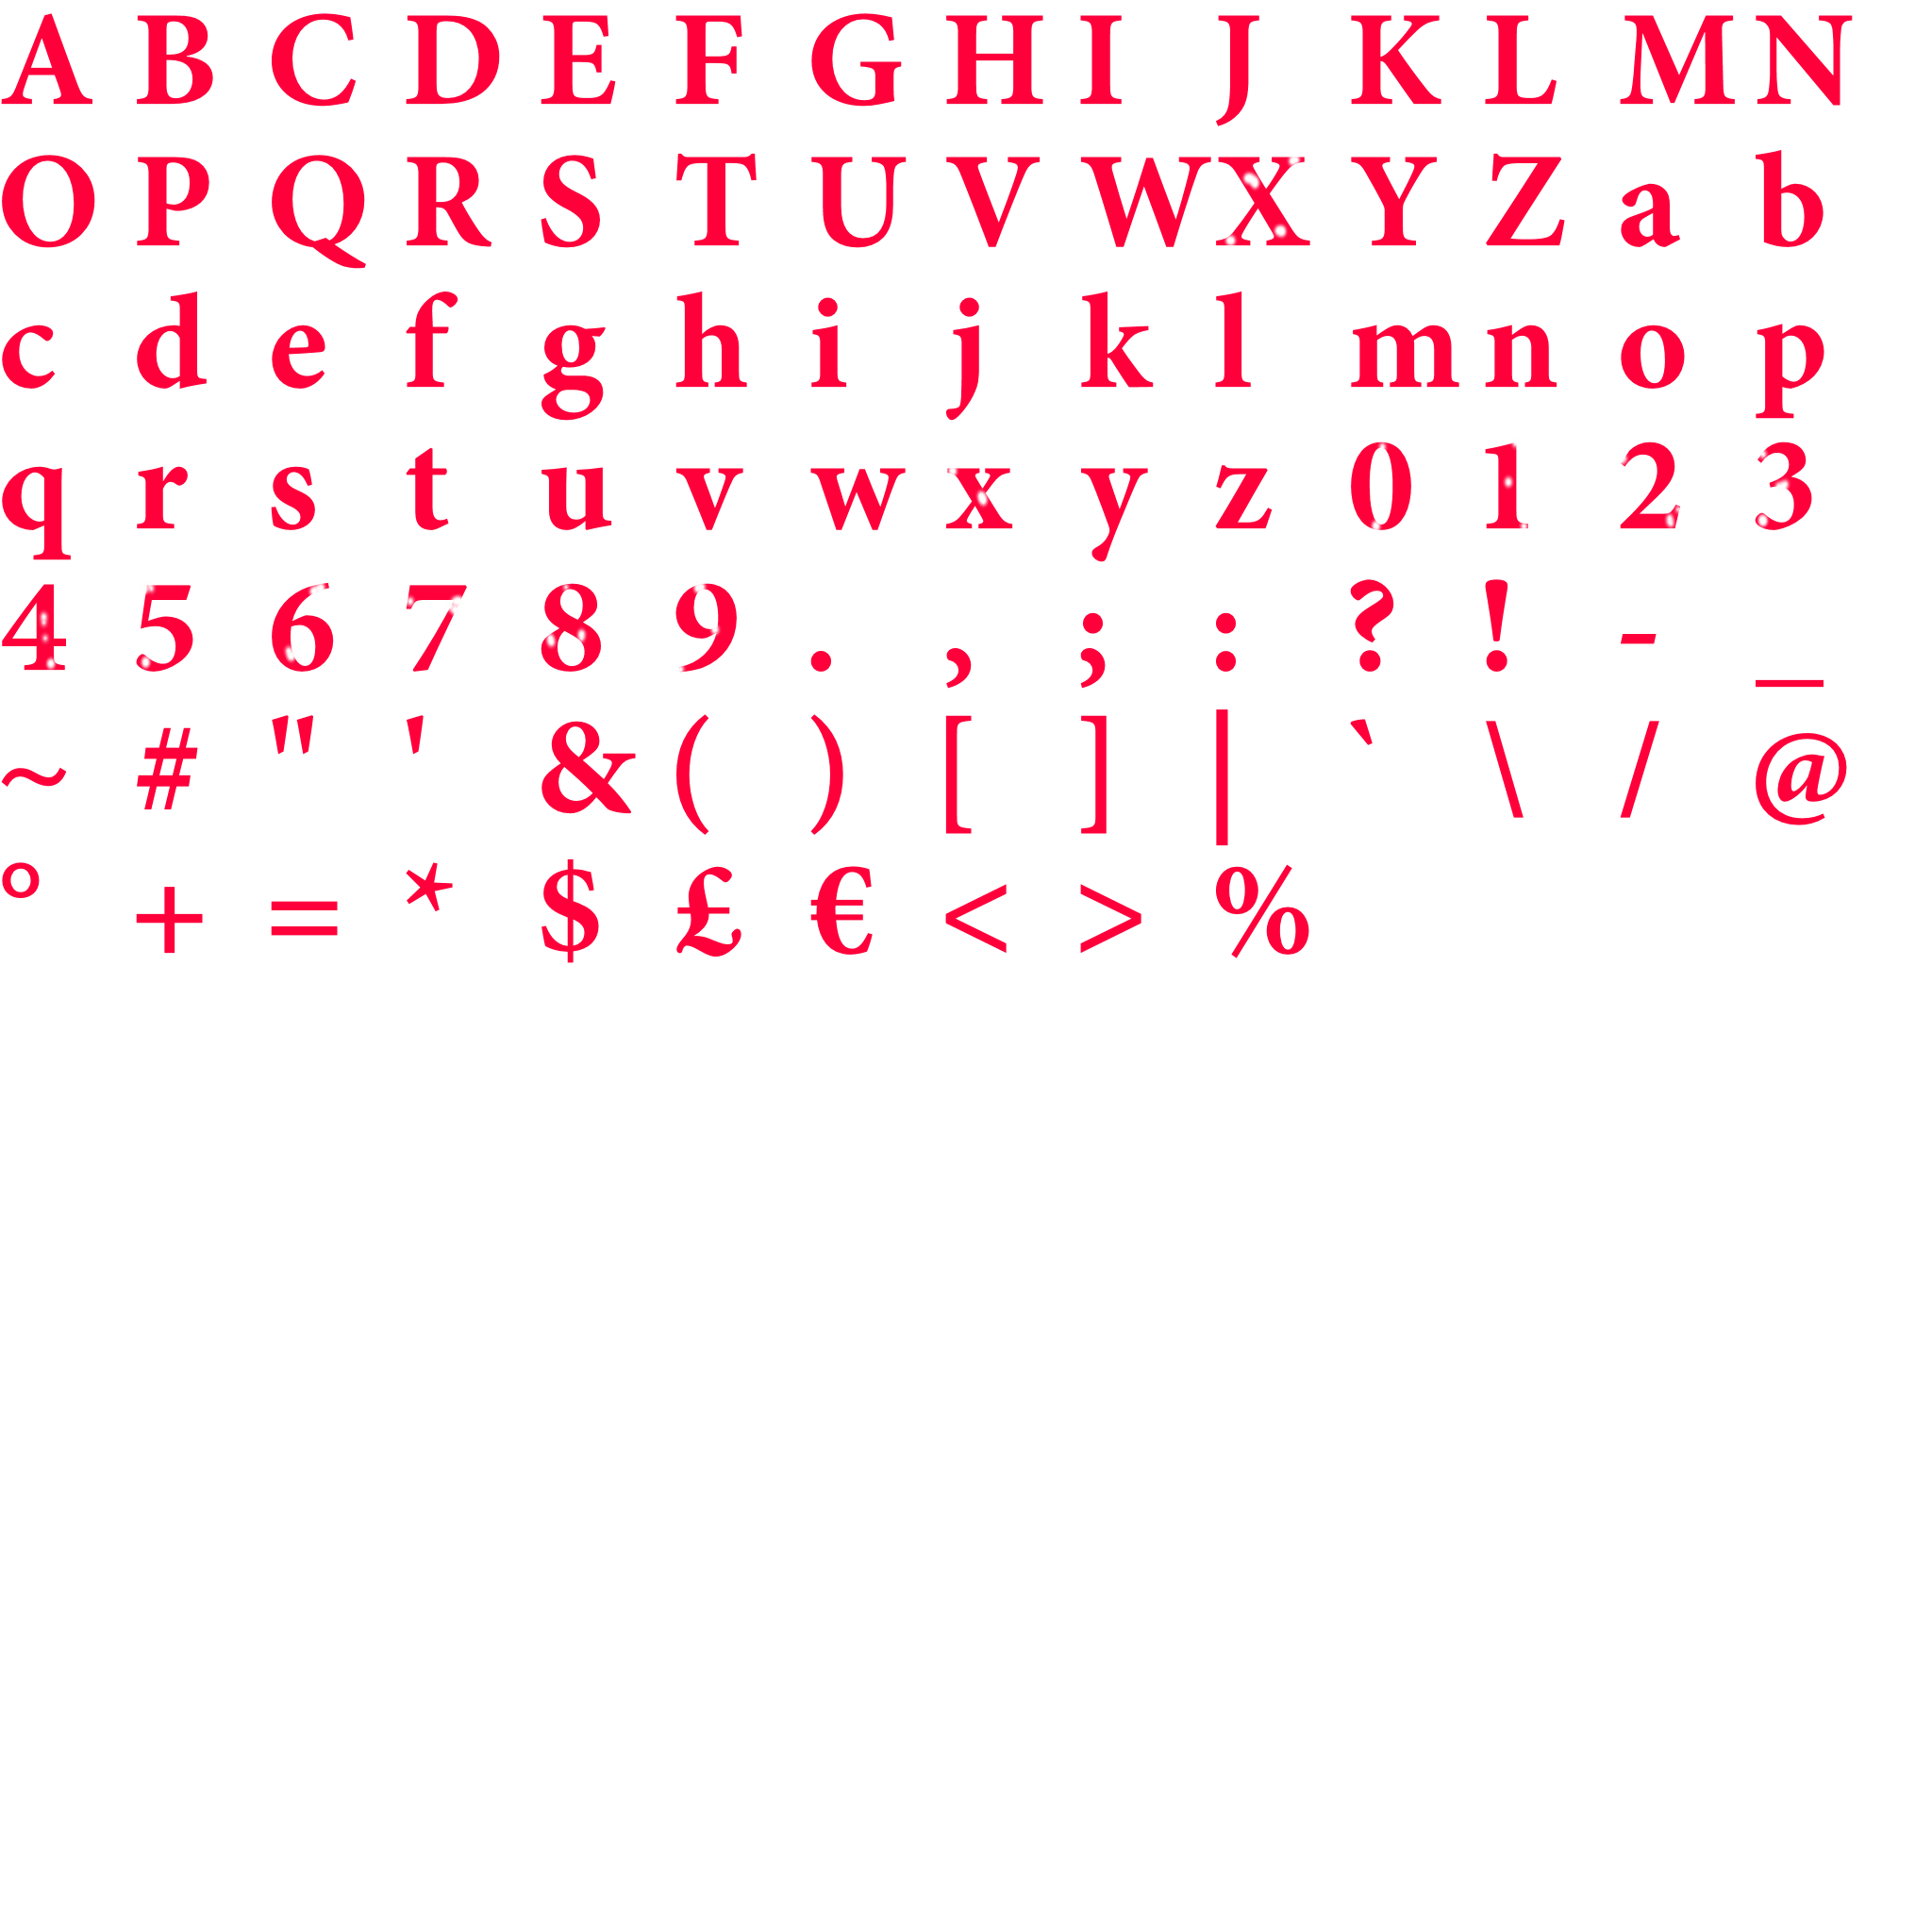 A B C D E F G H I J K L M N
O P Q R S T U V W X Y Z a b
c d e f g h i j k l m n o p
q r s t u v w x y z 0 1 2 3
4 5 6 7 8 9 . , ; : ? ! - _
~ # " ' & ( ) [ ] | ` \ / @
° + = * $ £ € < > %